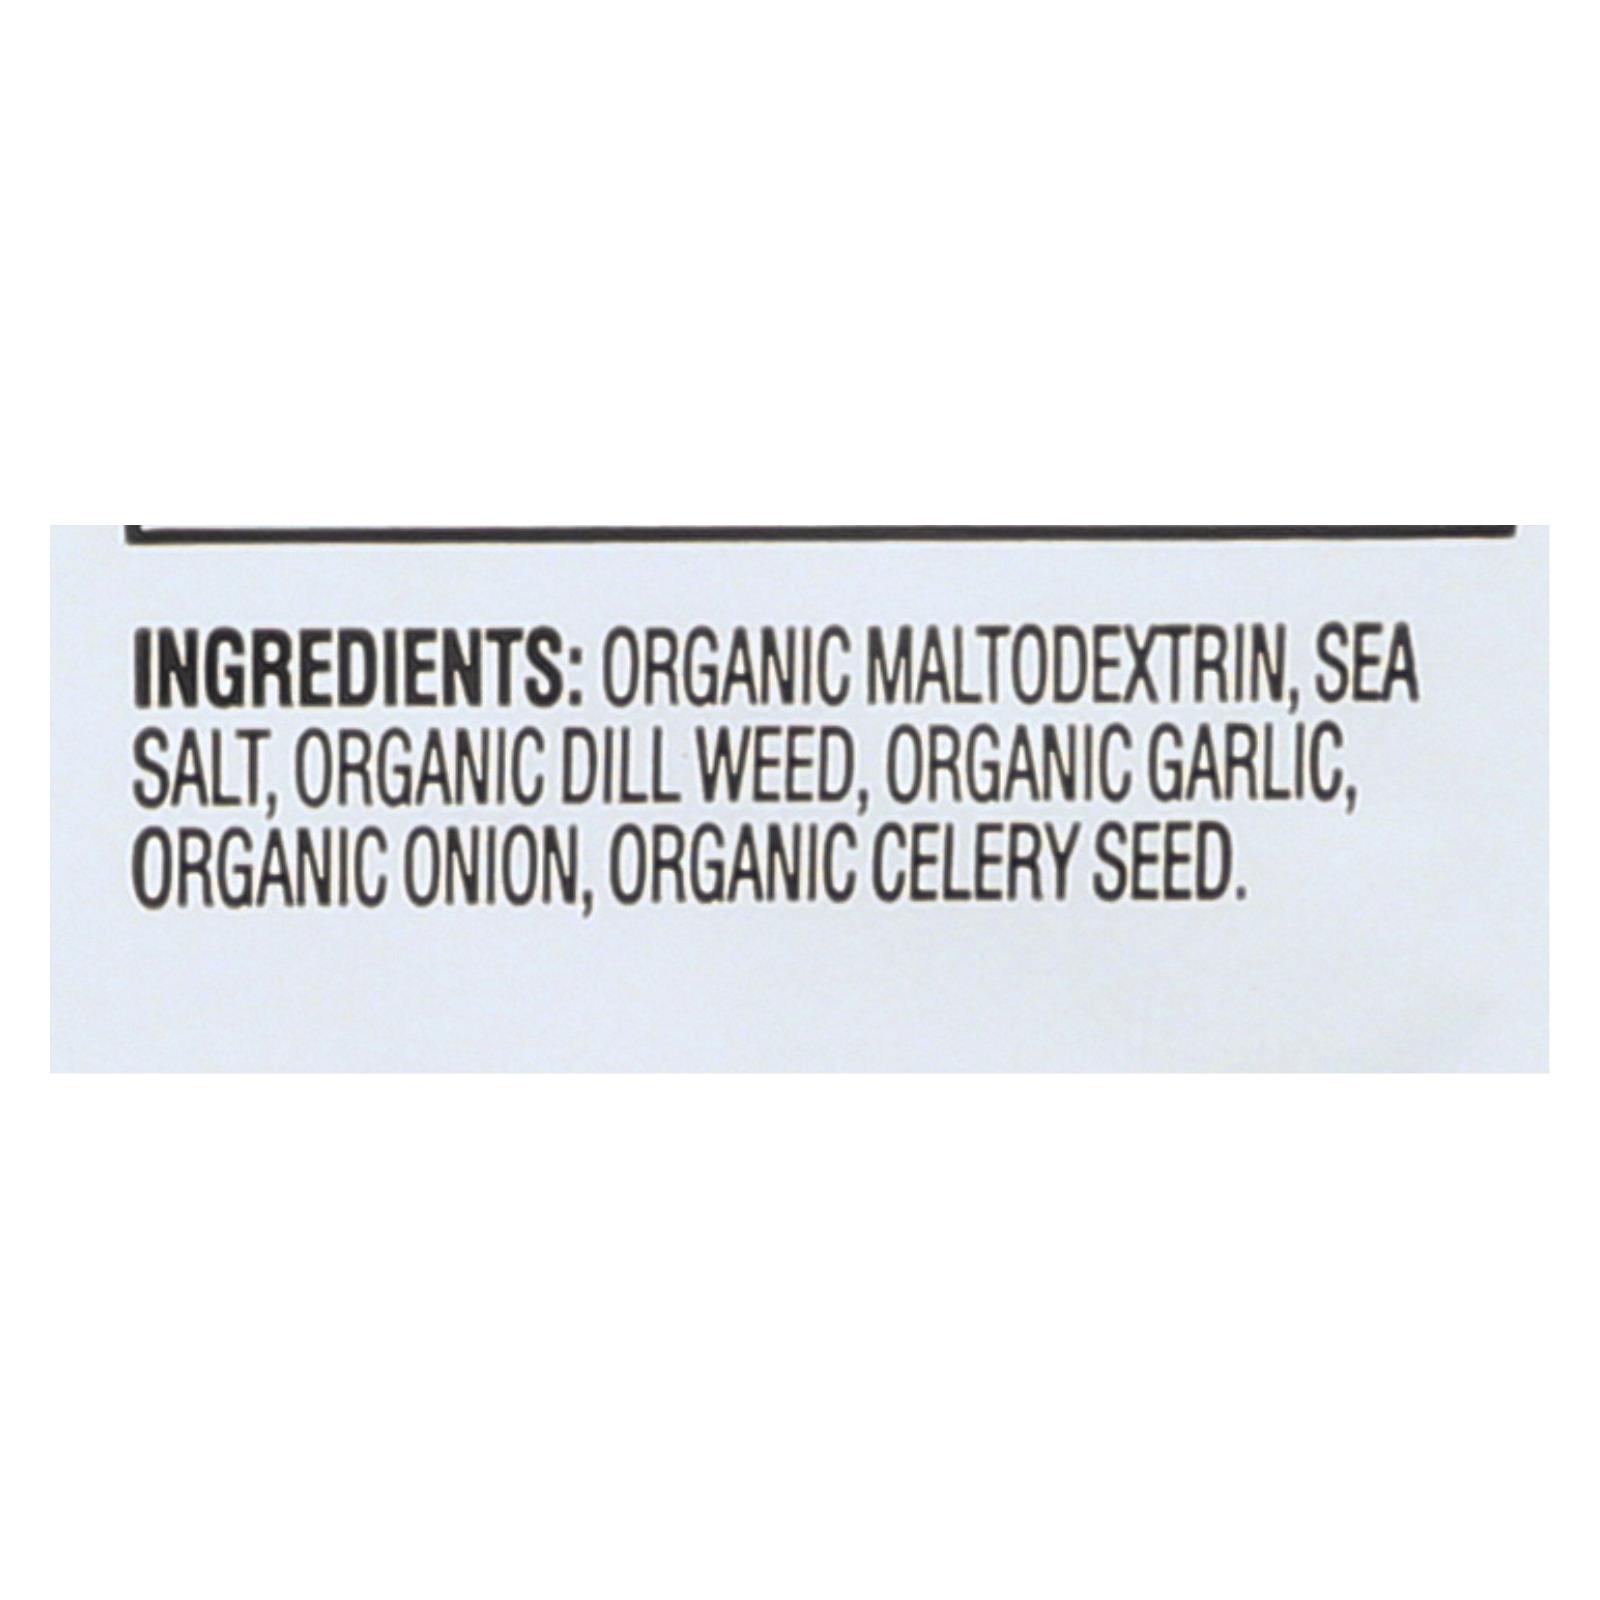 INGREDIENTS: ORGANIC MALTODEXTRIN, SEA
SALT, ORGANIC DILL WEED, ORGANIC GARLIC,
ORGANIC ONION, ORGANIC CELERY SEED.